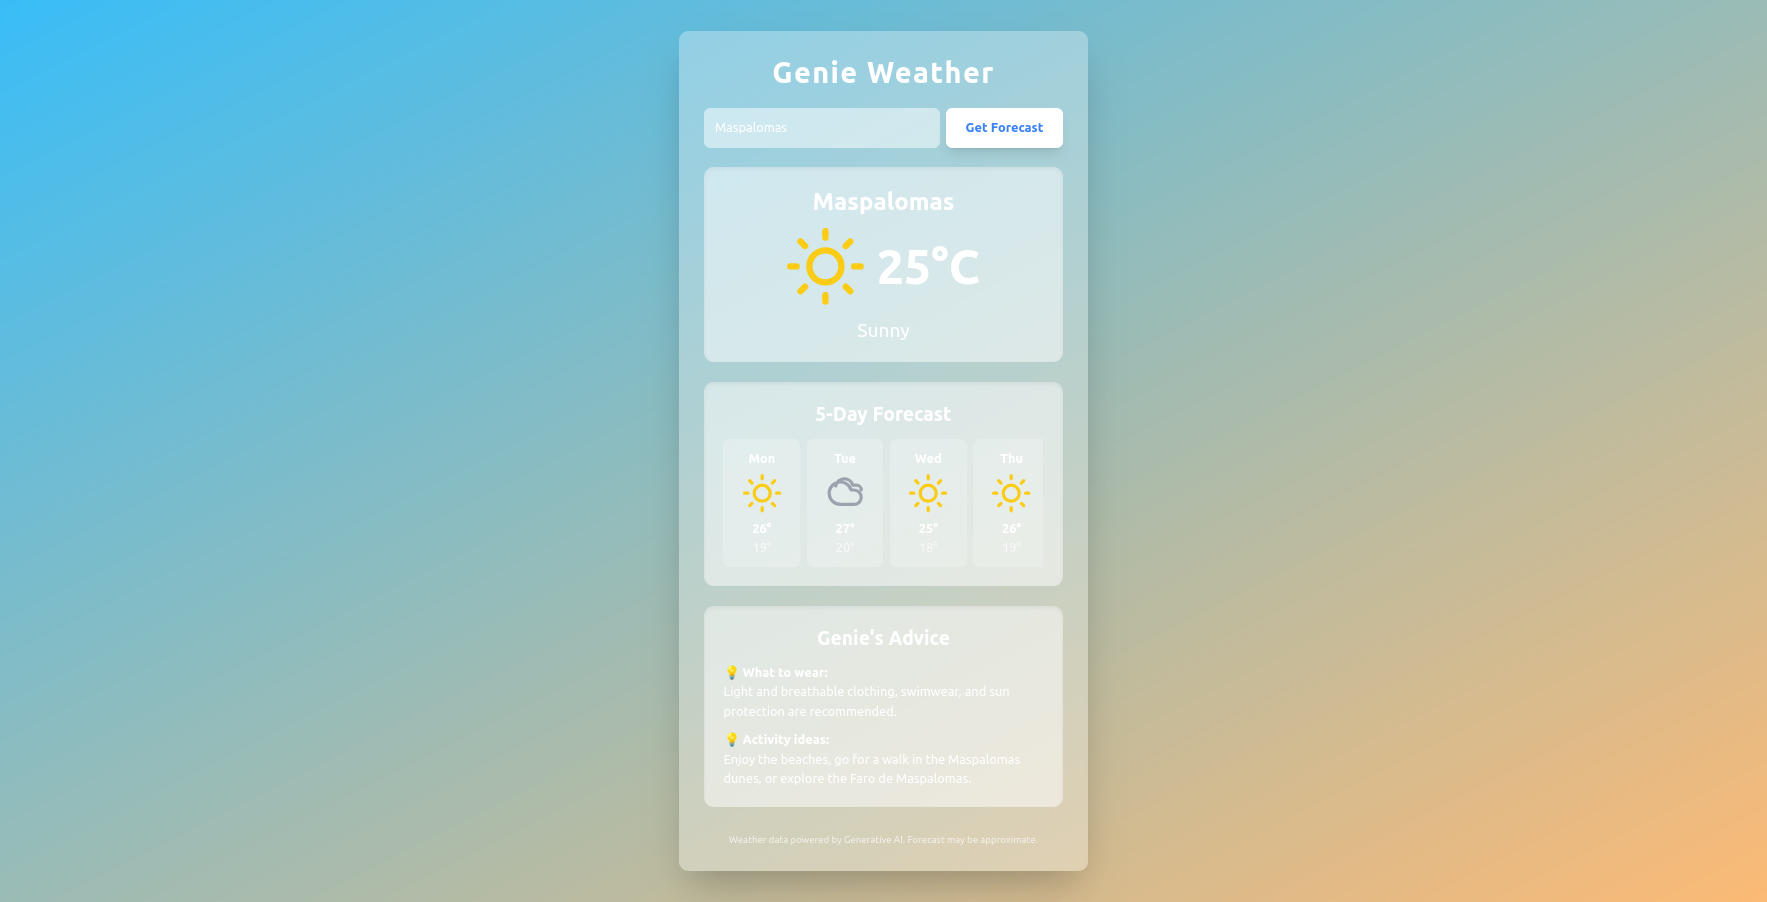 Genie Weather
Maspalomas
Get Forecast
Maspalomas
25°C
Sunny
5-Day Forecast
Mon Tue Wed Thu
26° 27° 25° 26°
19° 20° 18° 19°
Genie's Advice
💡 What to wear:
Light and breathable clothing, swimwear, and sun
protection are recommended.
💡 Activity ideas:
Enjoy the beaches, go for a walk in the Maspalomas
dunes, or explore the Faro de Maspalomas.
Weather data powered by Generative AI. Forecast may be approximate.